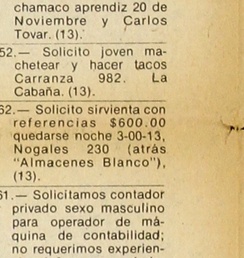 chamaco aprendiz 20 de
Noviembre y Carlos
Tovar. (13).
52.— Solicito joven ma-
chetear y hacer tacos
Carranza 982. La
Cabaña. (13).
62.— Solicito sirvienta con
referencias $600.00
quedarse noche 3-00-13,
Nogales 230 (atrás
"Almacenes Blanco"),
(13).
61.— Solicitamos contador
privado sexo masculino
para operador de má-
quina de contabilidad;
no requerimos experien-